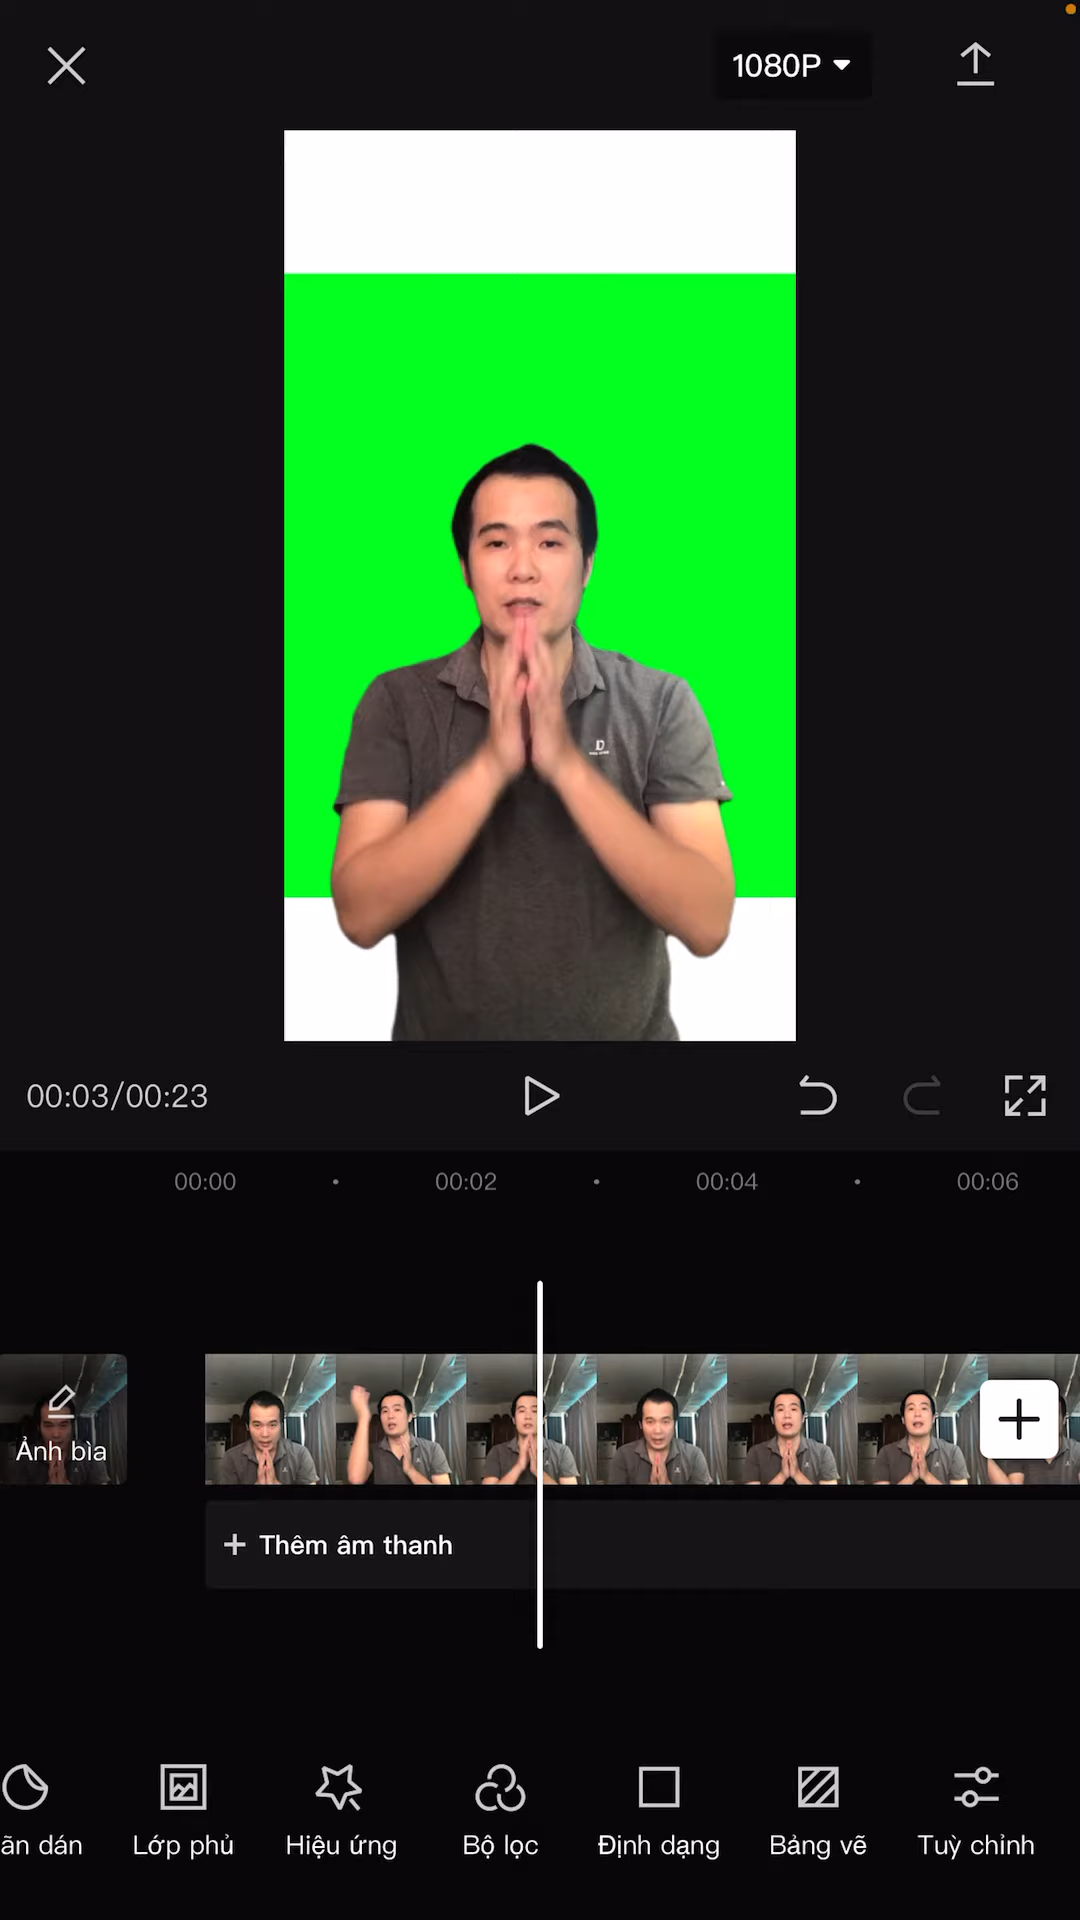 1080P
00:03/00:23
00:00
00:02
00:04
00:06
Ảnh bìa
+ Thêm âm thanh
ãn dán
Lớp phủ
Hiệu ứng
Bộ lọc
Định dạng
Bảng vẽ
Tuỳ chỉnh